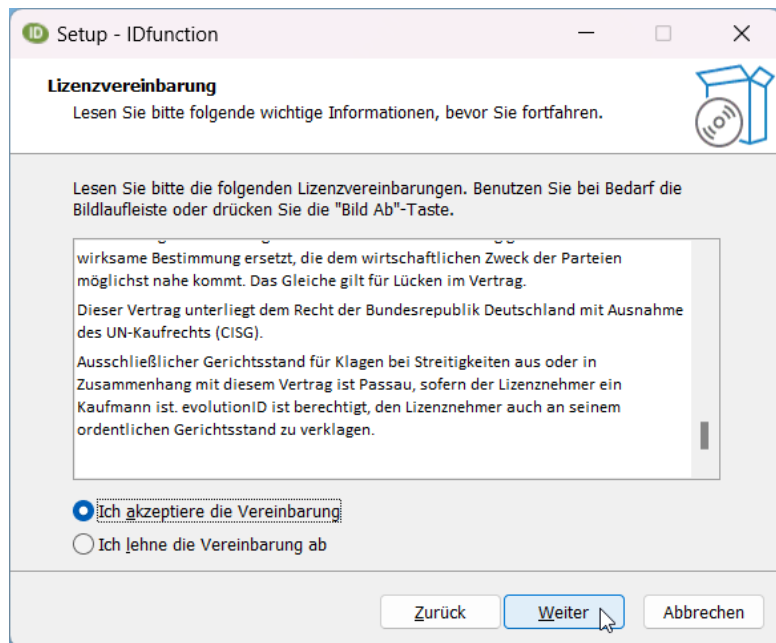 ID Setup - IDfunction
Lizenzvereinbarung
Lesen Sie bitte folgende wichtige Informationen, bevor Sie fortfahren.
Lesen Sie bitte die folgenden Lizenzvereinbarungen. Benutzen Sie bei Bedarf die
Bildlaufleiste oder drücken Sie die "Bild Ab"-Taste.
wirksame Bestimmung ersetzt, die dem wirtschaftlichen Zweck der Parteien
möglichst nahe kommt. Das Gleiche gilt für Lücken im Vertrag.
Dieser Vertrag unterliegt dem Recht der Bundesrepublik Deutschland mit Ausnahme
des UN-Kaufrechts (CISG).
Ausschließlicher Gerichtsstand für Klagen bei Streitigkeiten aus oder in
Zusammenhang mit diesem Vertrag ist Passau, sofern der Lizenznehmer ein
Kaufmann ist. evolutionID ist berechtigt, den Lizenznehmer auch an seinem
ordentlichen Gerichtsstand zu verklagen.
Ich akzeptiere die Vereinbarung
Ich lehne die Vereinbarung ab
Zurück Weiter Abbrechen